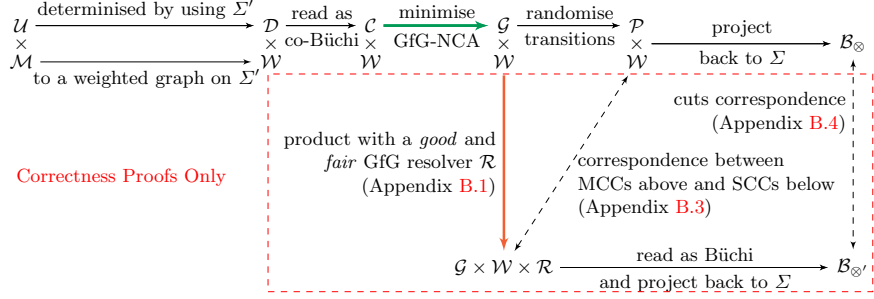 determinised by using Σ′
read as
minimise
randomise
project
𝒰 𝒟 𝒞 𝒢 𝒫
× × × × ×
ℳ 𝒲 𝒲 𝒲 𝒲
to a weighted graph on Σ′
co-Büchi
GfG-NCA
transitions
back to Σ
ℬ⊗
cuts correspondence
(Appendix B.4)
product with a good and
fair GfG resolver ℛ
(Appendix B.1)
correspondence between
MCCs above and SCCs below
(Appendix B.3)
Correctness Proofs Only
𝒢 × 𝒲 × ℛ
read as Büchi
and project back to Σ
ℬ⊗′